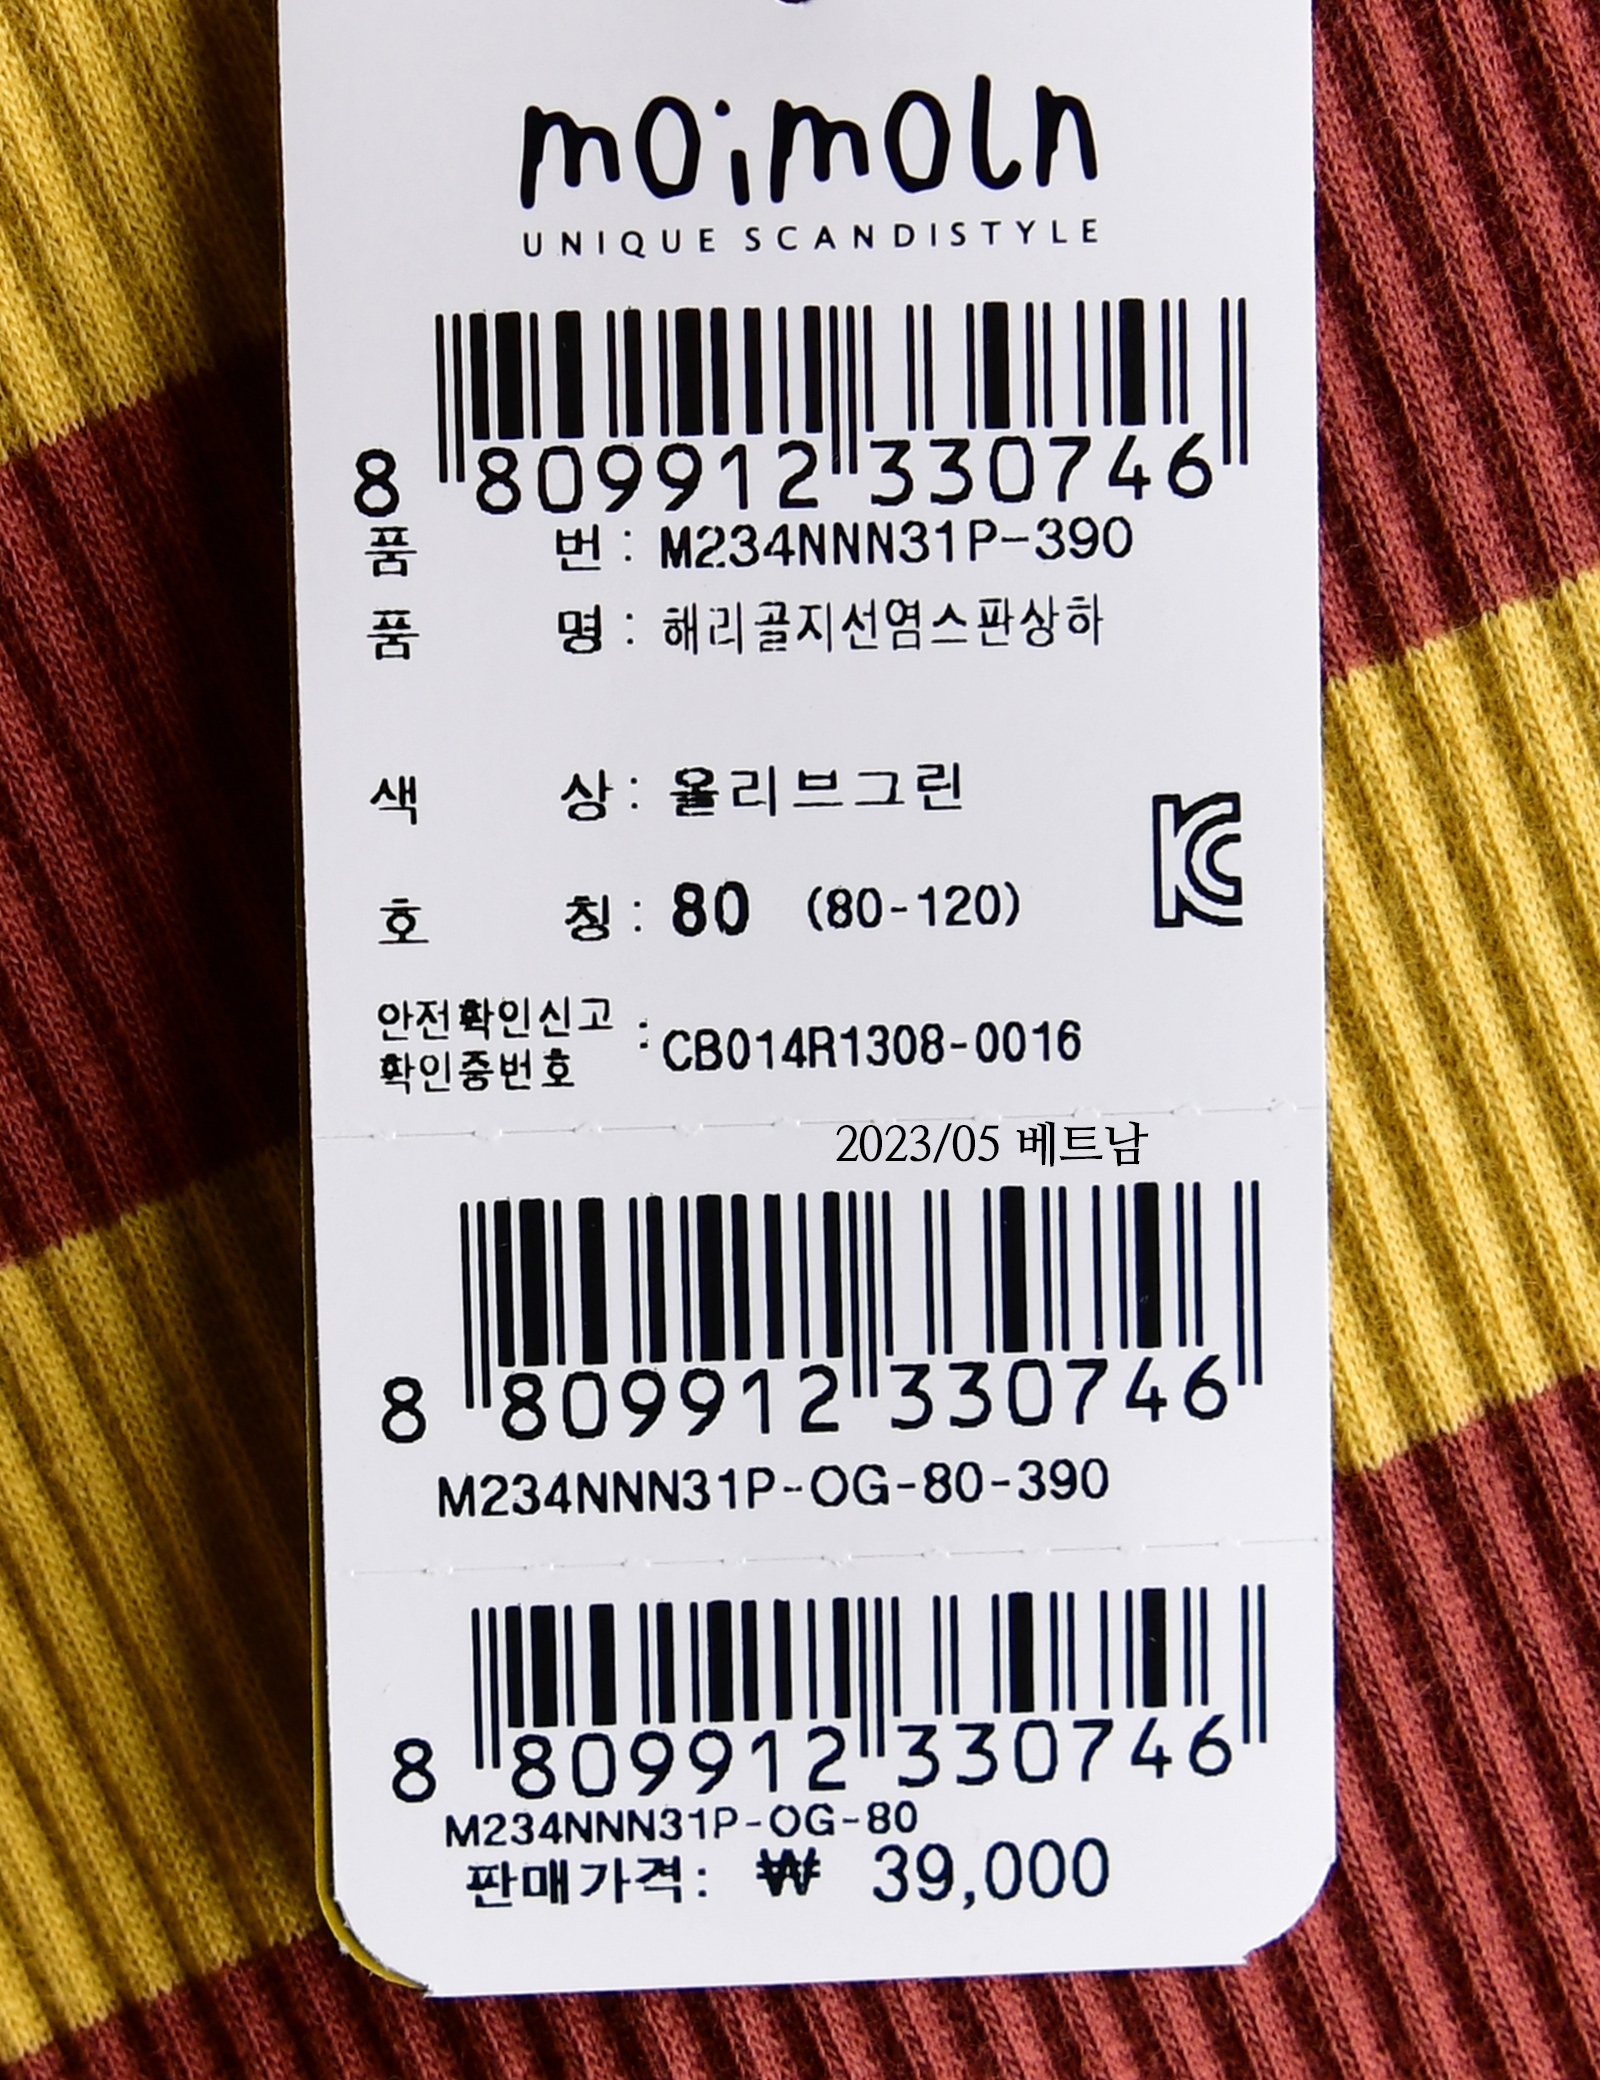 moimoln
UNIQUE SCANDISTYLE
8 809912 330746
품 번 : M234NNN31P-390
품 명 : 해리골지선염스판상하
색 상 : 올리브그린
호 칭 : 80 (80-120)
안전확인신고
확인증번호 : CB014R1308-0016
2023/05 베트남
8 809912 330746
M234NNN31P-OG-80-390
8 809912 330746
M234NNN31P-OG-80
판매가격: ₩ 39,000